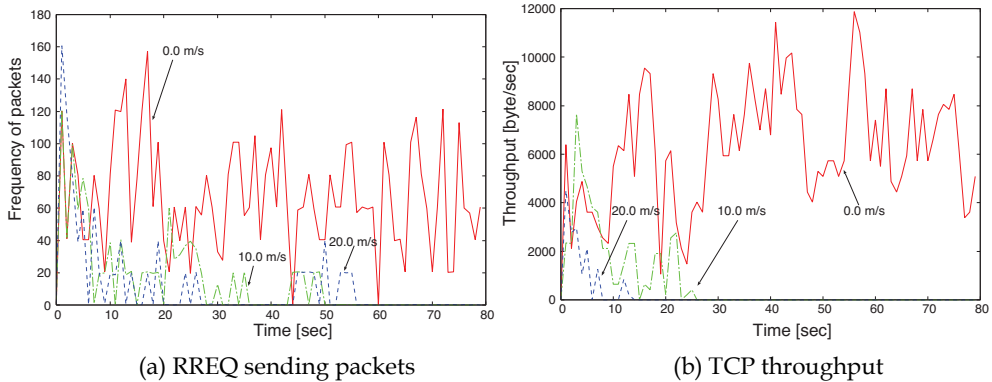 Frequency of packets
180
160
140
120
100
80
60
40
20
0
0 10 20 30 40 50 60 70 80
Time [sec]
0.0 m/s
10.0 m/s
20.0 m/s
(a) RREQ sending packets
Throughput [byte/sec]
12000
10000
8000
6000
4000
2000
0
0 10 20 30 40 50 60 70 80
Time [sec]
20.0 m/s
10.0 m/s
0.0 m/s
(b) TCP throughput